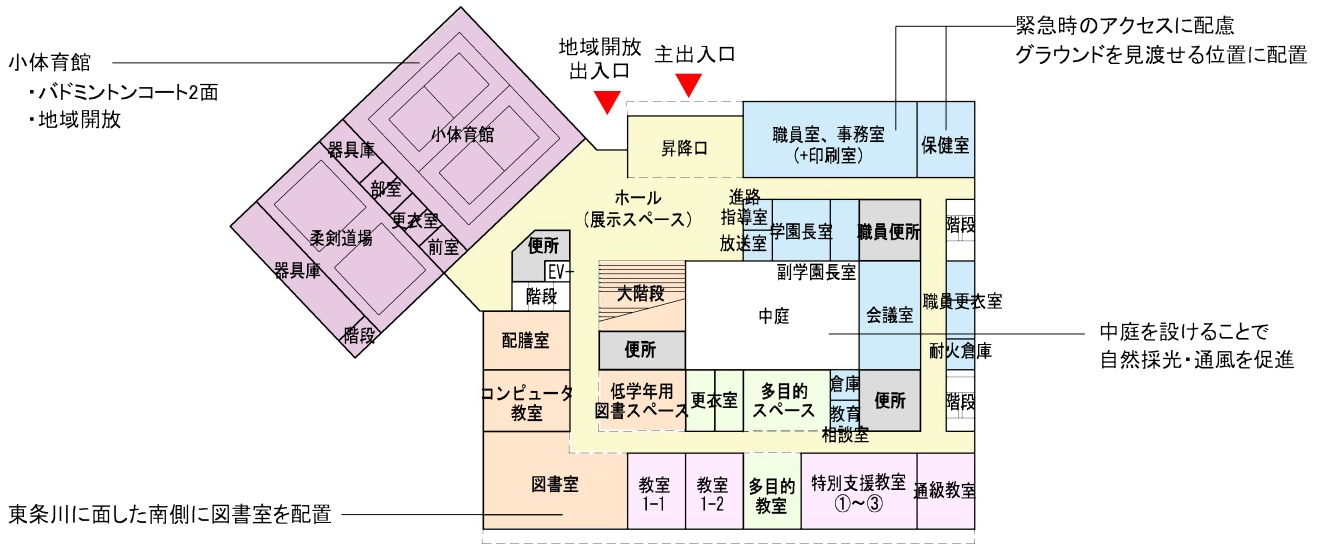 緊急時のアクセスに配慮
グラウンドを見渡せる位置に配置
地域開放
出入口
主出入口
小体育館
・バドミントンコート2面
・地域開放
小体育館
器具庫
部室
更衣室
前室
柔剣道場
器具庫
階段
昇降口
職員室、事務室
(+印刷室)
保健室
ホール
(展示スペース)
進路
指導室
放送室
学園長室
職員便所
階段
便所
EV
階段
副学園長室
大階段
中庭
会議室
職員更衣室
配膳室
便所
耐火倉庫
中庭を設けることで
自然採光・通風を促進
コンピュータ
教室
低学年用
図書スペース
更衣室
多目的
スペース
倉庫
教育
相談室
便所
階段
図書室
教室
1-1
教室
1-2
多目的
教室
特別支援教室
①~③
通級教室
東条川に面した南側に図書室を配置